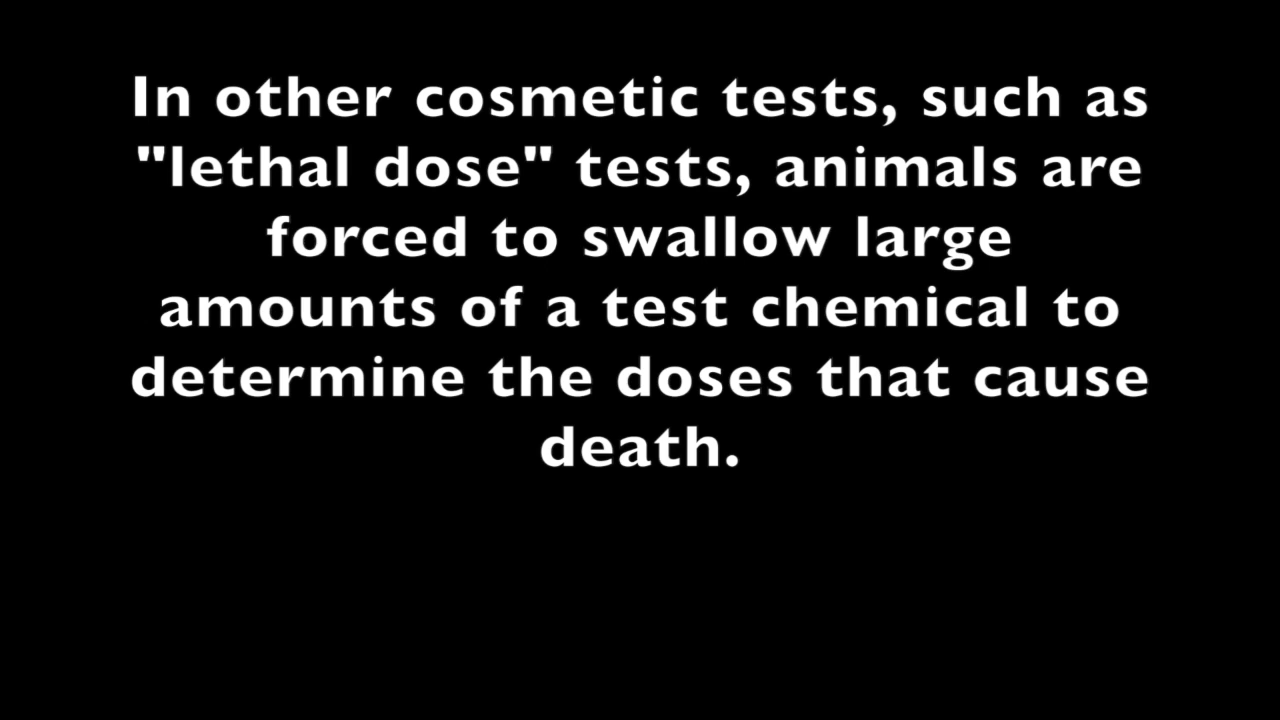 In other cosmetic tests, such as
"lethal dose" tests, animals are
forced to swallow large
amounts of a test chemical to
determine the doses that cause
death.